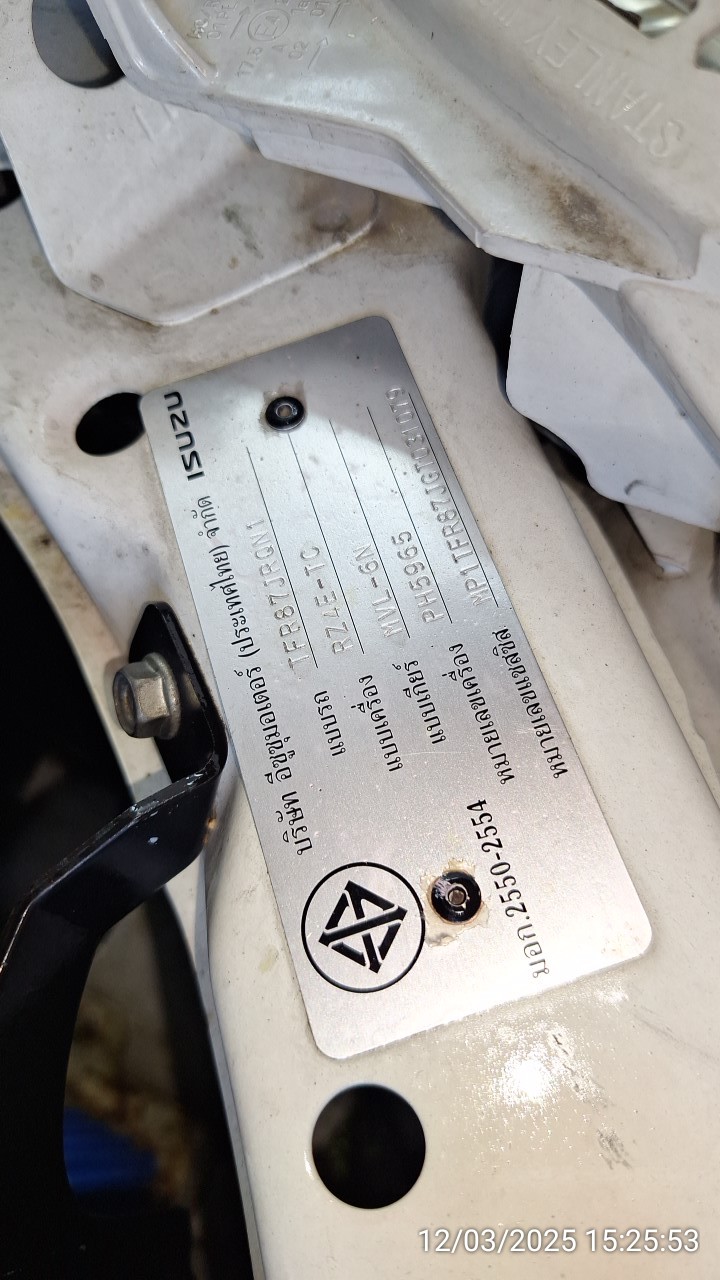 STANLEY
ISUZU
บริษัท อีซูซุมอเตอร์ (ประเทศไทย) จำกัด
แบบรถ TFR87JRGN1
แบบเครื่อง RZ4E-TC
แบบเกียร์ MVL-6N
หมายเลขเครื่อง PH5965
หมายเลขแชสซีส MP1TFR87JGT031079
มอก.2550-2554
12/03/2025 15:25:53